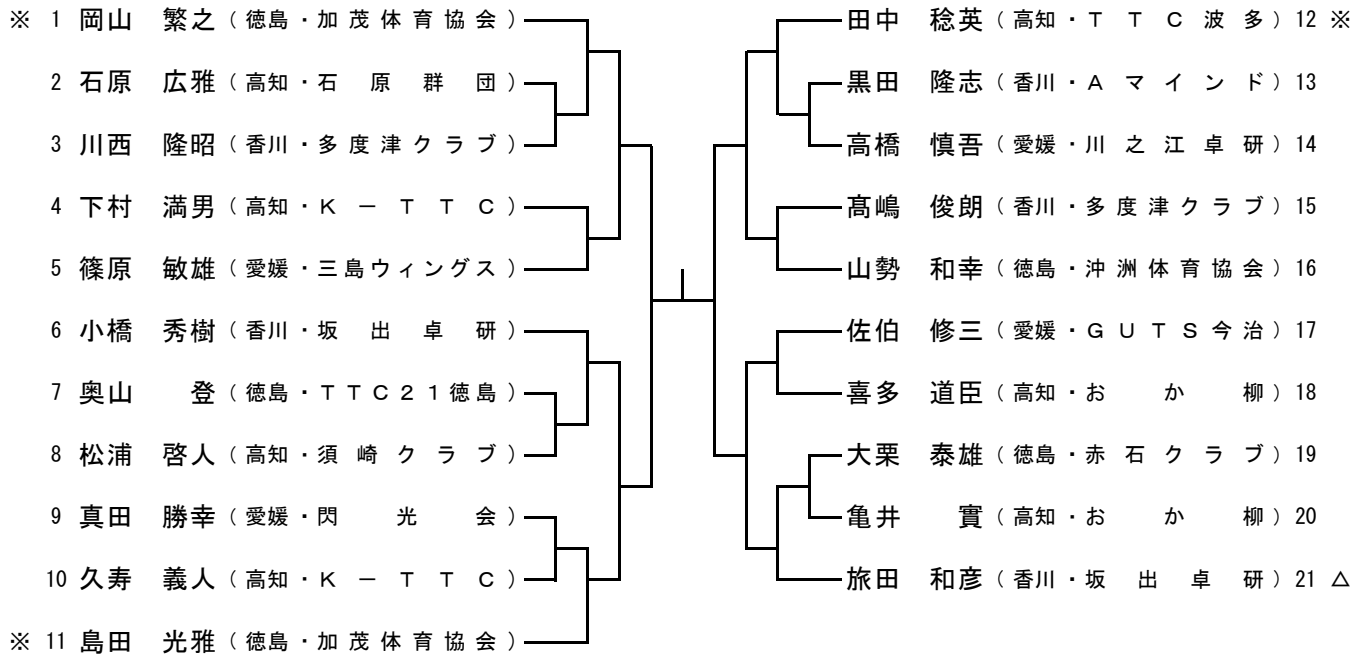 ※ 1 岡山 繁之 (徳島・加茂体育協会)
2 石原 広雅 (高知・石原群団)
3 川西 隆昭 (香川・多度津クラブ)
4 下村 満男 (高知・K－TTC)
5 篠原 敏雄 (愛媛・三島ウィングス)
6 小橋 秀樹 (香川・坂出卓研)
7 奥山 登 (徳島・TTC21徳島)
8 松浦 啓人 (高知・須崎クラブ)
9 真田 勝幸 (愛媛・閃光会)
10 久寿 義人 (高知・K－TTC)
※ 11 島田 光雅 (徳島・加茂体育協会)
田中 稔英 (高知・TTC波多) 12 ※
黒田 隆志 (香川・Aマインド) 13
高橋 慎吾 (愛媛・川之江卓研) 14
髙嶋 俊朗 (香川・多度津クラブ) 15
山勢 和幸 (徳島・沖洲体育協会) 16
佐伯 修三 (愛媛・GUTS今治) 17
喜多 道臣 (高知・おか柳) 18
大栗 泰雄 (徳島・赤石クラブ) 19
亀井 實 (高知・おか柳) 20
旅田 和彦 (香川・坂出卓研) 21 △